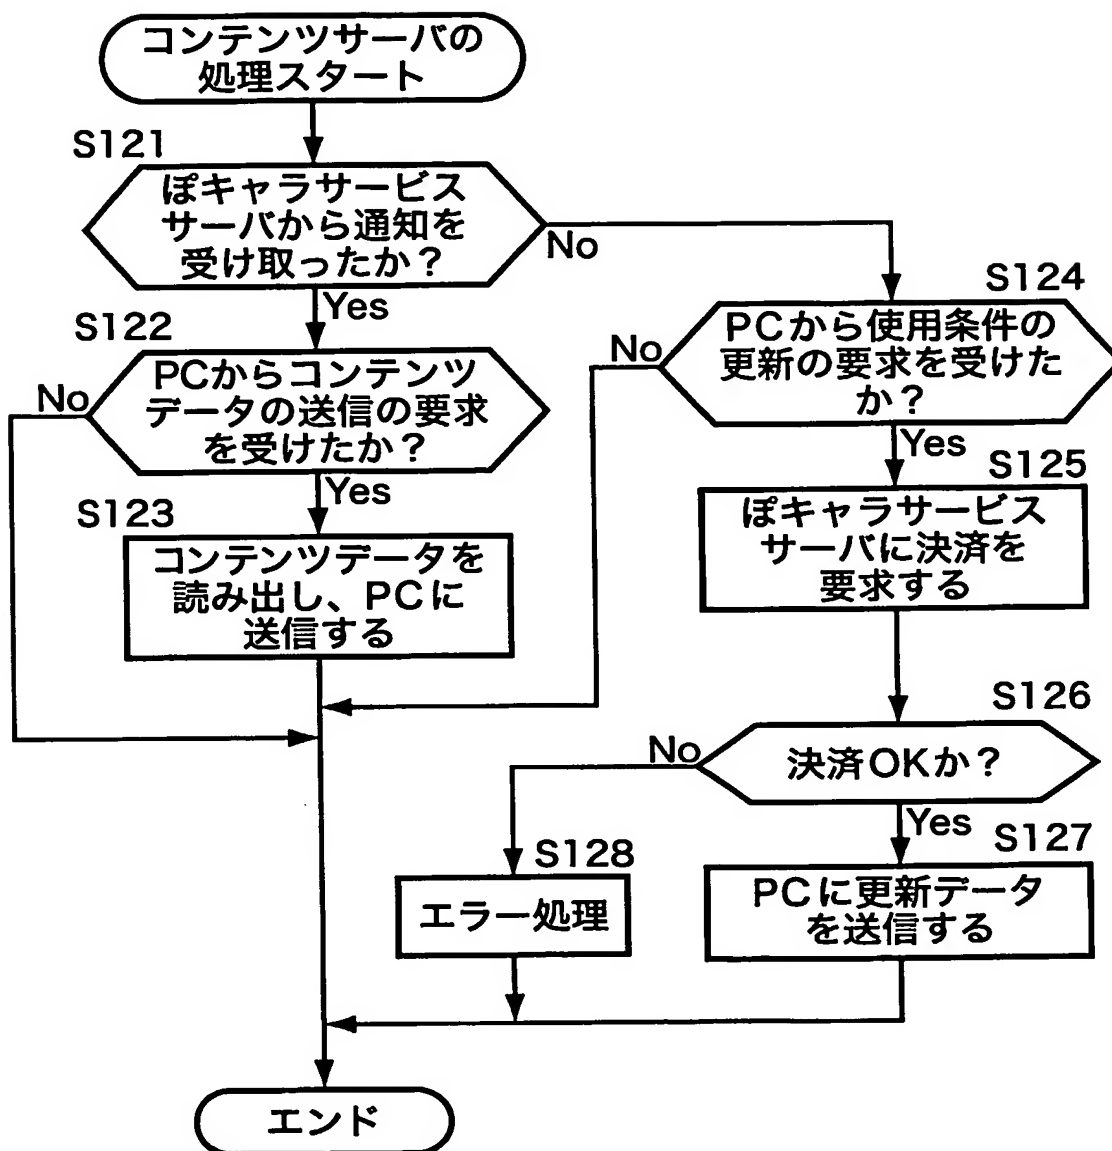 コンテンツサーバの
処理スタート
S121
ぽキャラサービス
サーバから通知を
受け取ったか？
No
Yes
S122
PCからコンテンツ
データの送信の要求
を受けたか？
No
Yes
S123
コンテンツデータを
読み出し、PCに
送信する
S124
PCから使用条件の
更新の要求を受けた
か？
No
Yes
S125
ぽキャラサービス
サーバに決済を
要求する
S126
決済OKか？
No
Yes
S127
PCに更新データ
を送信する
S128
エラー処理
エンド